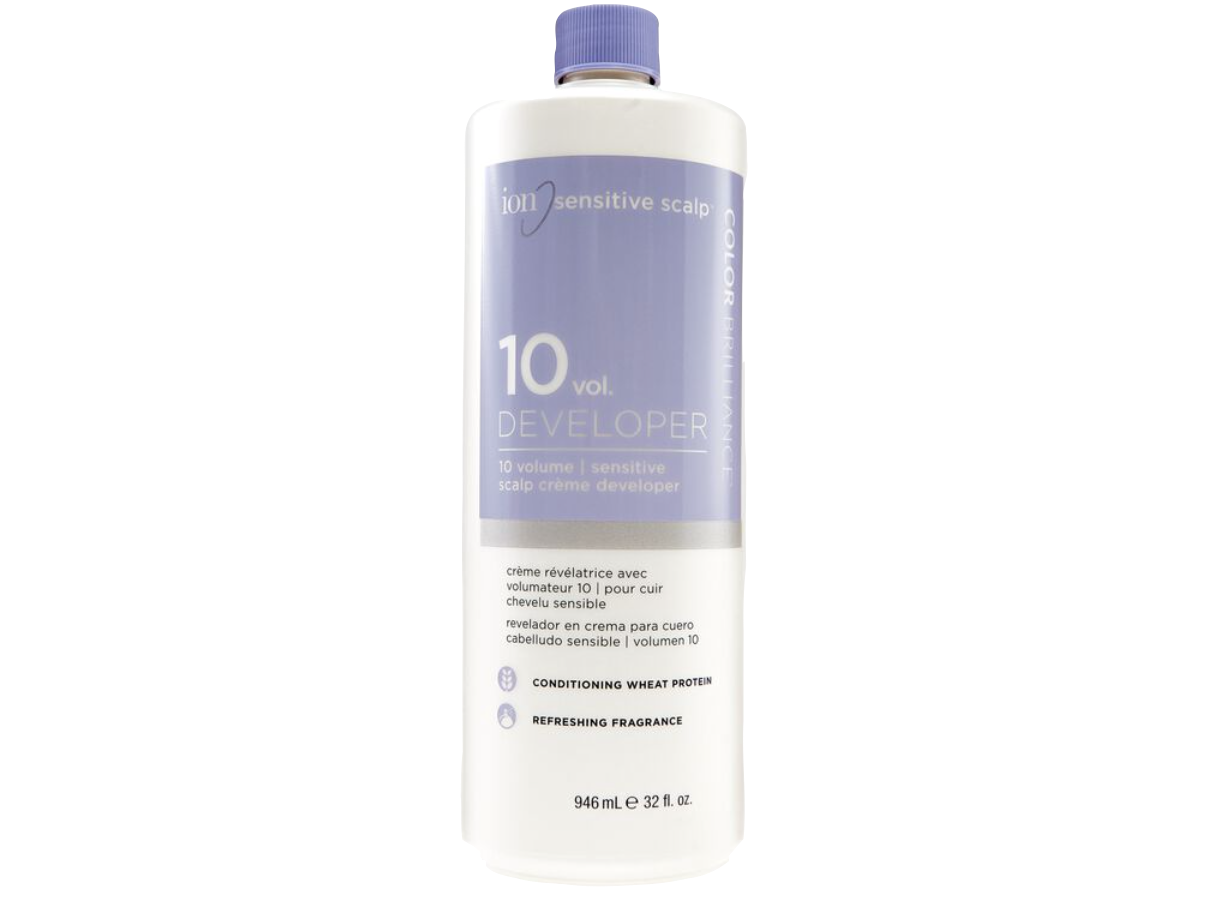 ion sensitive scalp
COLOR BRILLIANCE
10 vol.
DEVELOPER
10 volume | sensitive
scalp crème developer
crème révélatrice avec
volumateur 10 | pour cuir
chevelu sensible
revelador en crema para cuero
cabelludo sensible | volumen 10
CONDITIONING WHEAT PROTEIN
REFRESHING FRAGRANCE
946 mL ℮ 32 fl. oz.